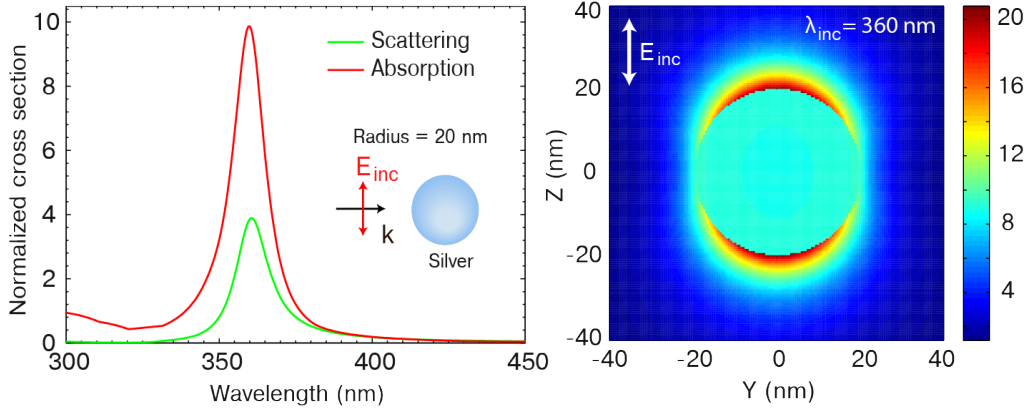 10
8
6
4
2
0
300
350
400
450
Normalized cross section
Wavelength (nm)
Scattering
Absorption
Radius = 20 nm
E inc
k
Silver
λinc= 360 nm
E inc
40
20
0
-20
-40
Z (nm)
-40
-20
0
20
40
Y (nm)
20
16
12
8
4